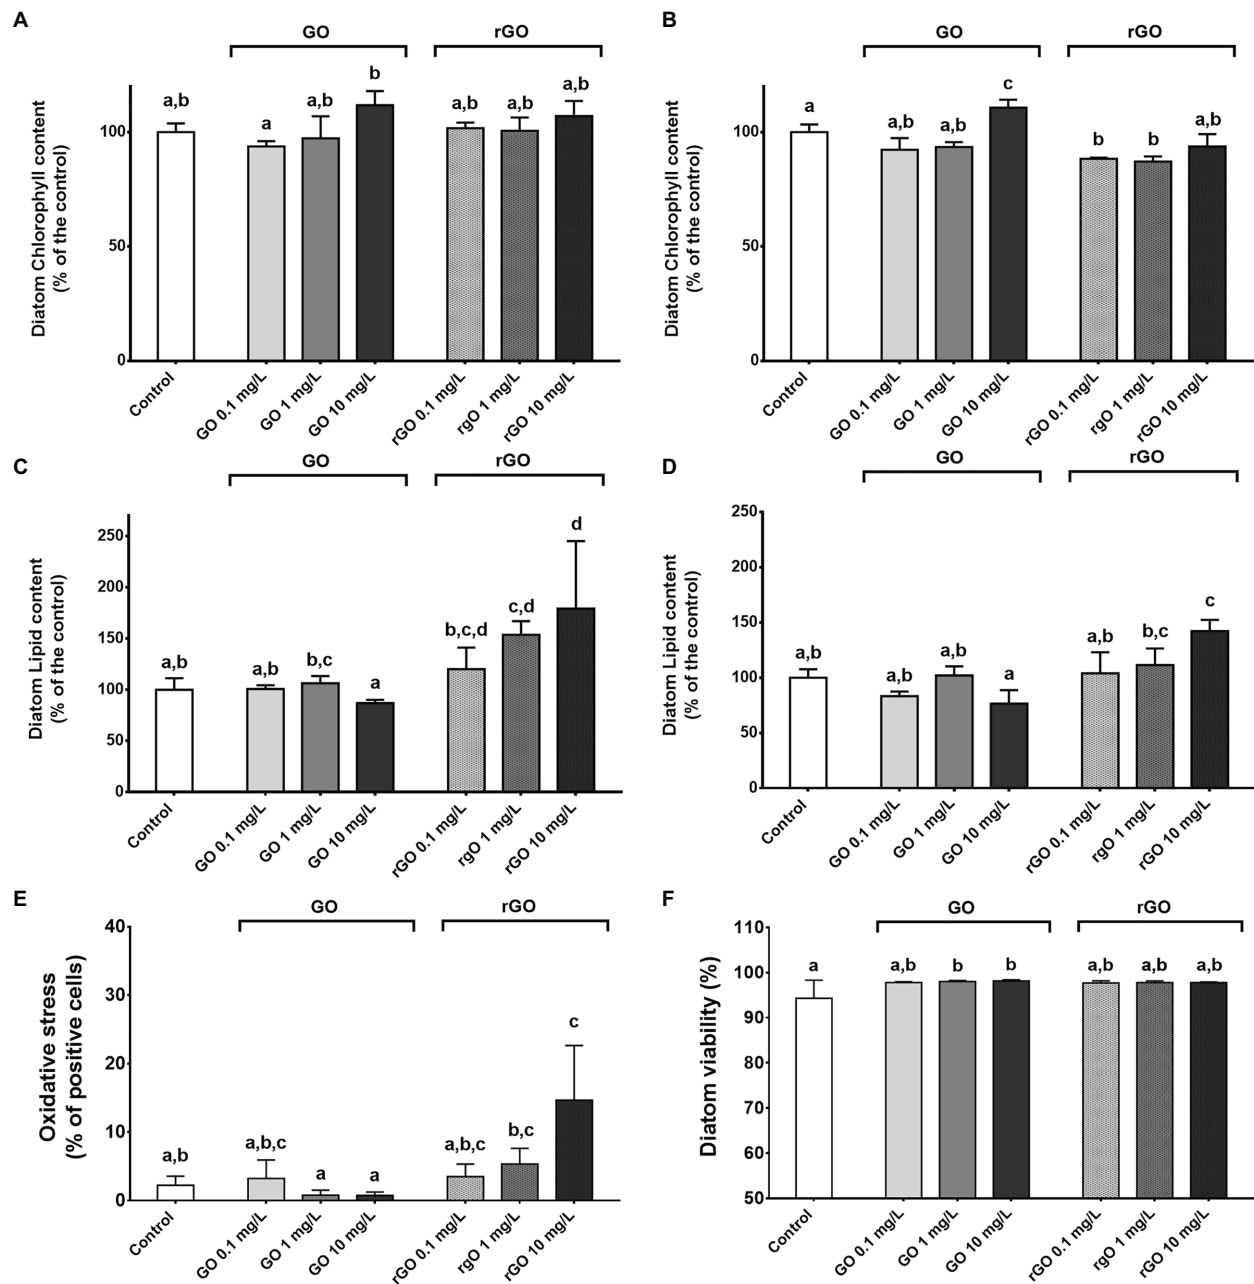 A
GO
rGO
a,b
a
a,b
b
a,b
a,b
a,b
Diatom Chlorophyll content
(% of the control)
100
50
0
Control
GO 0.1 mg/L
GO 1 mg/L
GO 10 mg/L
rGO 0.1 mg/L
rgO 1 mg/L
rGO 10 mg/L
B
GO
rGO
a
a,b
a,b
c
b
b
a,b
Diatom Chlorophyll content
(% of the control)
100
50
0
Control
GO 0.1 mg/L
GO 1 mg/L
GO 10 mg/L
rGO 0.1 mg/L
rgO 1 mg/L
rGO 10 mg/L
C
GO
rGO
a,b
a,b
b,c
a
b,c,d
c,d
d
Diatom Lipid content
(% of the control)
250
200
150
100
50
0
Control
GO 0.1 mg/L
GO 1 mg/L
GO 10 mg/L
rGO 0.1 mg/L
rgO 1 mg/L
rGO 10 mg/L
D
GO
rGO
a,b
a,b
a,b
a
a,b
b,c
c
Diatom Lipid content
(% of the control)
250
200
150
100
50
0
Control
GO 0.1 mg/L
GO 1 mg/L
GO 10 mg/L
rGO 0.1 mg/L
rgO 1 mg/L
rGO 10 mg/L
E
GO
rGO
a,b
a,b,c
a
a
a,b,c
b,c
c
Oxidative stress
(% of positive cells)
40
30
20
10
0
Control
GO 0.1 mg/L
GO 1 mg/L
GO 10 mg/L
rGO 0.1 mg/L
rgO 1 mg/L
rGO 10 mg/L
F
GO
rGO
a
a,b
b
b
a,b
a,b
a,b
Diatom viability (%)
110
100
90
80
70
60
50
Control
GO 0.1 mg/L
GO 1 mg/L
GO 10 mg/L
rGO 0.1 mg/L
rgO 1 mg/L
rGO 10 mg/L